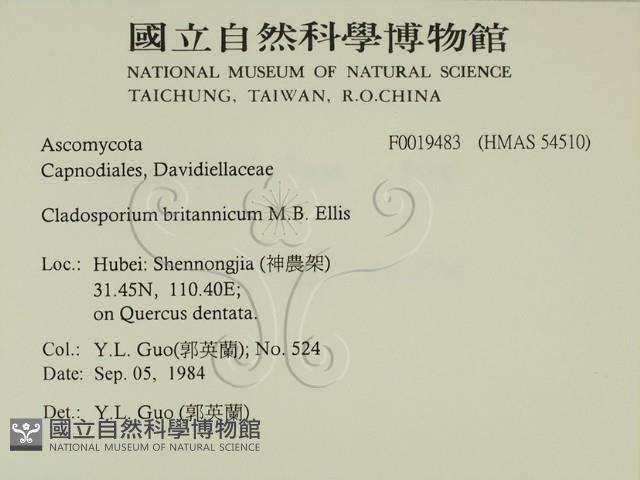 國立自然科學博物館
NATIONAL MUSEUM OF NATURAL SCIENCE
TAICHUNG, TAIWAN, R.O.CHINA
Ascomycota F0019483 (HMAS 54510)
Capnodiales, Davidiellaceae
Cladosporium britannicum M.B. Ellis
Loc.: Hubei: Shennongjia (神農架)
31.45N, 110.40E;
on Quercus dentata.
Col.: Y.L. Guo(郭英蘭); No. 524
Date: Sep. 05, 1984
Det.: Y.L. Guo (郭英蘭)
國立自然科學博物館
NATIONAL MUSEUM OF NATURAL SCIENCE